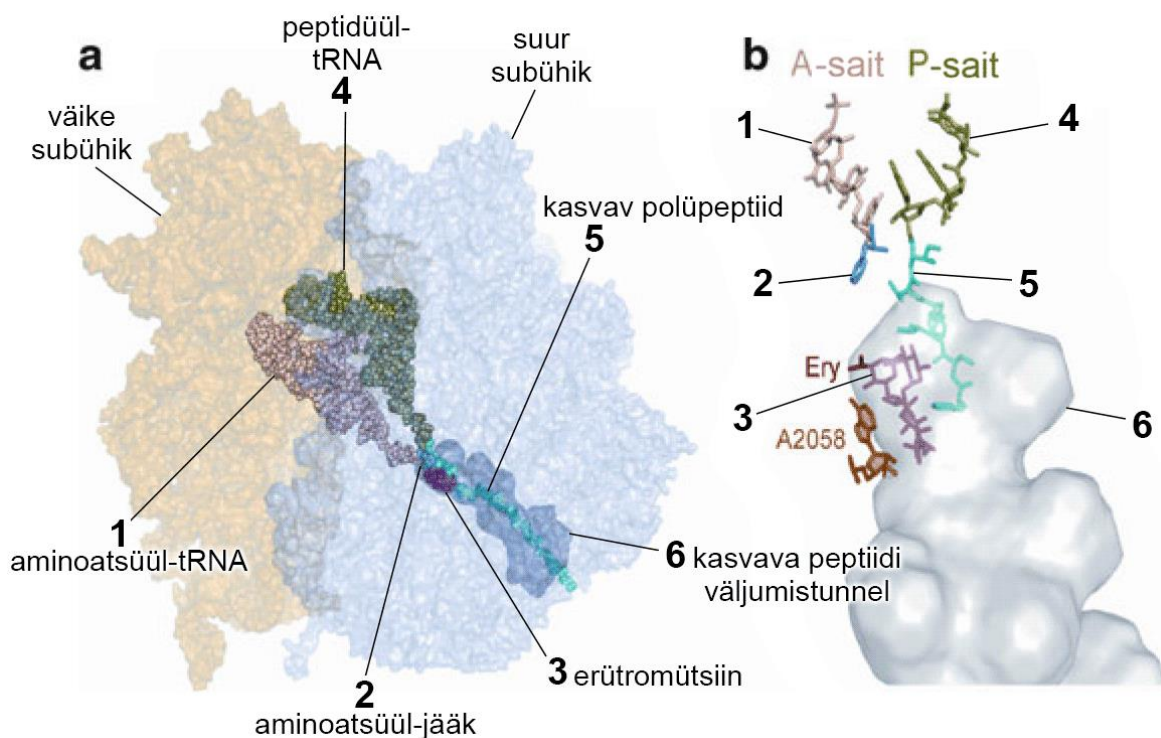 a
peptidüül-
tRNA
4
suur
subühik
väike
subühik
kasvav polüpeptiid
5
1
aminoatsüül-tRNA
6 kasvava peptiidi
väljumistunnel
3 erütromütsiin
2
aminoatsüül-jääk
b
A-sait P-sait
1
4
2
5
Ery
3
A2058
6